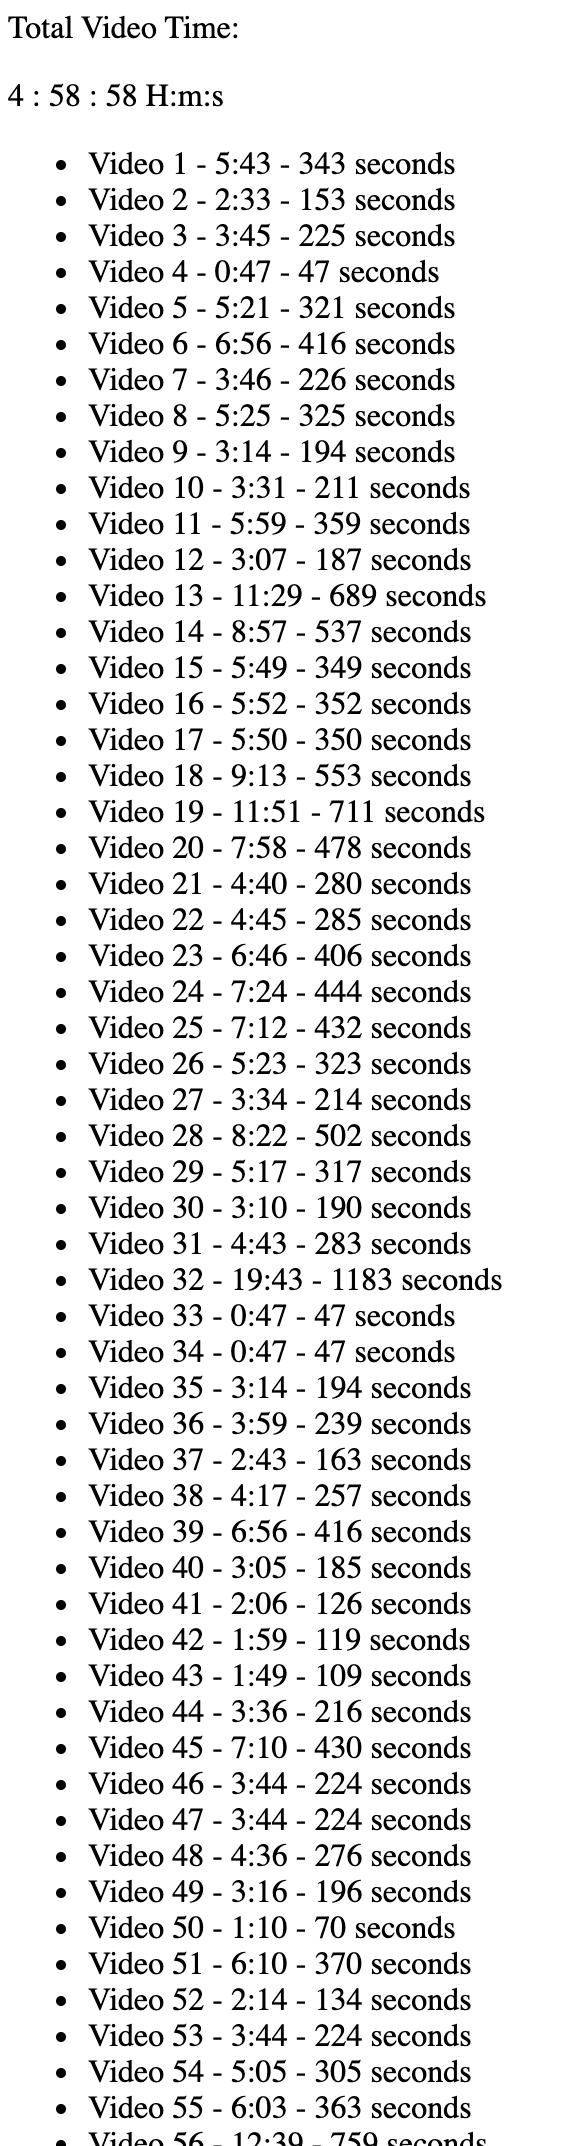 Total Video Time:
4 : 58 : 58 H:m:s
• Video 1 - 5:43 - 343 seconds
• Video 2 - 2:33 - 153 seconds
• Video 3 - 3:45 - 225 seconds
• Video 4 - 0:47 - 47 seconds
• Video 5 - 5:21 - 321 seconds
• Video 6 - 6:56 - 416 seconds
• Video 7 - 3:46 - 226 seconds
• Video 8 - 5:25 - 325 seconds
• Video 9 - 3:14 - 194 seconds
• Video 10 - 3:31 - 211 seconds
• Video 11 - 5:59 - 359 seconds
• Video 12 - 3:07 - 187 seconds
• Video 13 - 11:29 - 689 seconds
• Video 14 - 8:57 - 537 seconds
• Video 15 - 5:49 - 349 seconds
• Video 16 - 5:52 - 352 seconds
• Video 17 - 5:50 - 350 seconds
• Video 18 - 9:13 - 553 seconds
• Video 19 - 11:51 - 711 seconds
• Video 20 - 7:58 - 478 seconds
• Video 21 - 4:40 - 280 seconds
• Video 22 - 4:45 - 285 seconds
• Video 23 - 6:46 - 406 seconds
• Video 24 - 7:24 - 444 seconds
• Video 25 - 7:12 - 432 seconds
• Video 26 - 5:23 - 323 seconds
• Video 27 - 3:34 - 214 seconds
• Video 28 - 8:22 - 502 seconds
• Video 29 - 5:17 - 317 seconds
• Video 30 - 3:10 - 190 seconds
• Video 31 - 4:43 - 283 seconds
• Video 32 - 19:43 - 1183 seconds
• Video 33 - 0:47 - 47 seconds
• Video 34 - 0:47 - 47 seconds
• Video 35 - 3:14 - 194 seconds
• Video 36 - 3:59 - 239 seconds
• Video 37 - 2:43 - 163 seconds
• Video 38 - 4:17 - 257 seconds
• Video 39 - 6:56 - 416 seconds
• Video 40 - 3:05 - 185 seconds
• Video 41 - 2:06 - 126 seconds
• Video 42 - 1:59 - 119 seconds
• Video 43 - 1:49 - 109 seconds
• Video 44 - 3:36 - 216 seconds
• Video 45 - 7:10 - 430 seconds
• Video 46 - 3:44 - 224 seconds
• Video 47 - 3:44 - 224 seconds
• Video 48 - 4:36 - 276 seconds
• Video 49 - 3:16 - 196 seconds
• Video 50 - 1:10 - 70 seconds
• Video 51 - 6:10 - 370 seconds
• Video 52 - 2:14 - 134 seconds
• Video 53 - 3:44 - 224 seconds
• Video 54 - 5:05 - 305 seconds
• Video 55 - 6:03 - 363 seconds
• Video 56 - 12:39 - 759 seconds